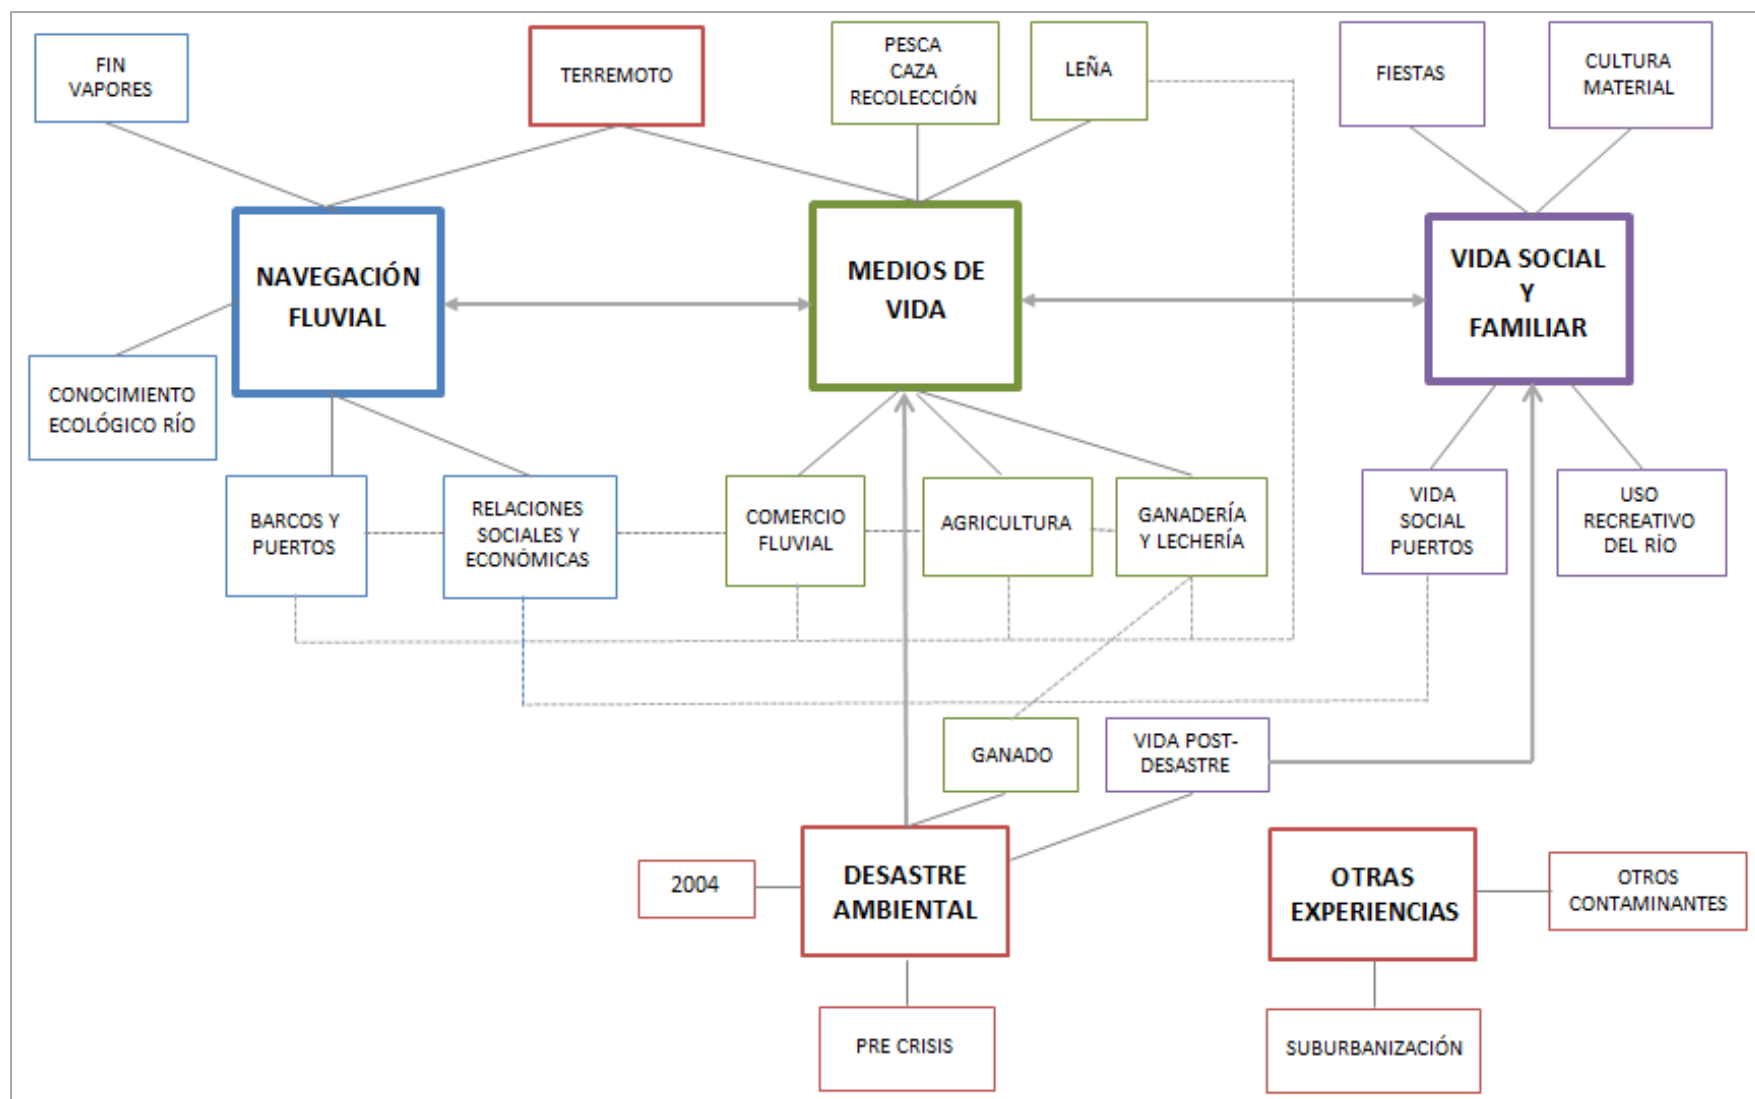 FIN
VAPORES
TERREMOTO
PESCA
CAZA
RECOLECCIÓN
LEÑA
FIESTAS
CULTURA
MATERIAL
NAVEGACIÓN
FLUVIAL
MEDIOS DE
VIDA
VIDA SOCIAL
Y
FAMILIAR
CONOCIMIENTO
ECOLÓGICO RÍO
BARCOS Y
PUERTOS
RELACIONES
SOCIALES Y
ECONÓMICAS
COMERCIO
FLUVIAL
AGRICULTURA
GANADERÍA
Y LECHERÍA
VIDA
SOCIAL
PUERTOS
USO
RECREATIVO
DEL RÍO
GANADO
VIDA POST-
DESASTRE
2004
DESASTRE
AMBIENTAL
OTRAS
EXPERIENCIAS
OTROS
CONTAMINANTES
PRE CRISIS
SUBURBANIZACIÓN